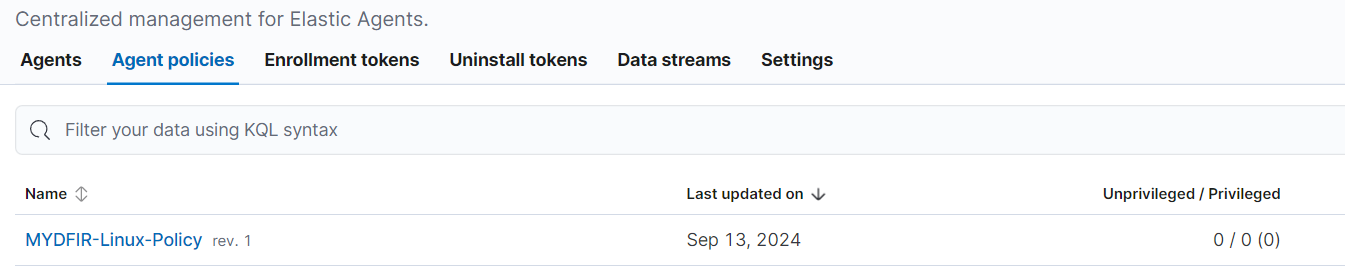 Centralized management for Elastic Agents.
Agents Agent policies Enrollment tokens Uninstall tokens Data streams Settings
Filter your data using KQL syntax
Name Last updated on Unprivileged / Privileged
MYDFIR-Linux-Policy rev. 1 Sep 13, 2024 0 / 0 (0)